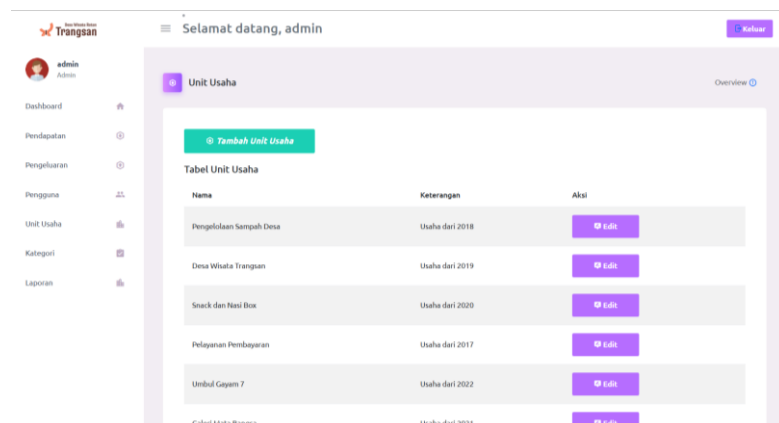 Desa Wisata Rotan
Trangsan
Selamat datang, admin
Keluar
admin
Admin
Dashboard
Pendapatan
Pengeluaran
Pengguna
Unit Usaha
Kategori
Laporan
Unit Usaha
Overview
Tambah Unit Usaha
Tabel Unit Usaha
Nama Keterangan Aksi
Pengelolaan Sampah Desa Usaha dari 2018 Edit
Desa Wisata Trangsan Usaha dari 2019 Edit
Snack dan Nasi Box Usaha dari 2020 Edit
Pelayanan Pembayaran Usaha dari 2017 Edit
Umbul Gayam 7 Usaha dari 2022 Edit